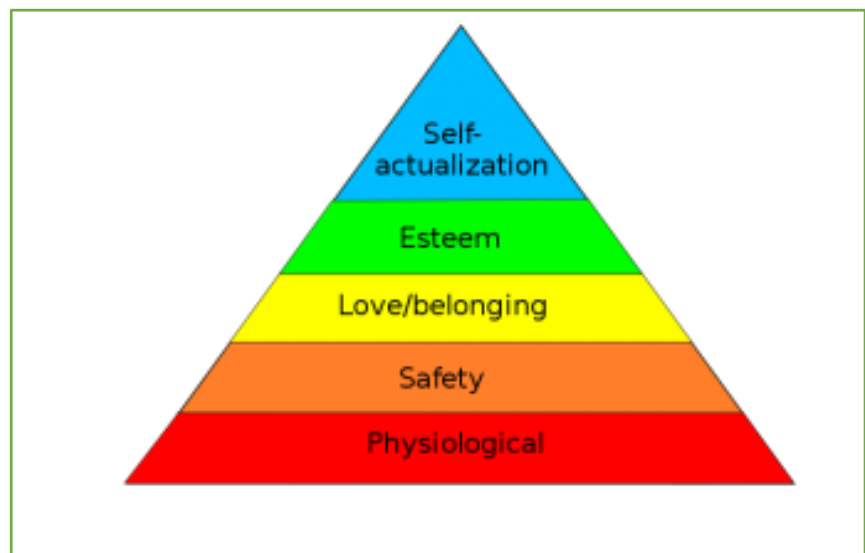 Self-
actualization
Esteem
Love/belonging
Safety
Physiological